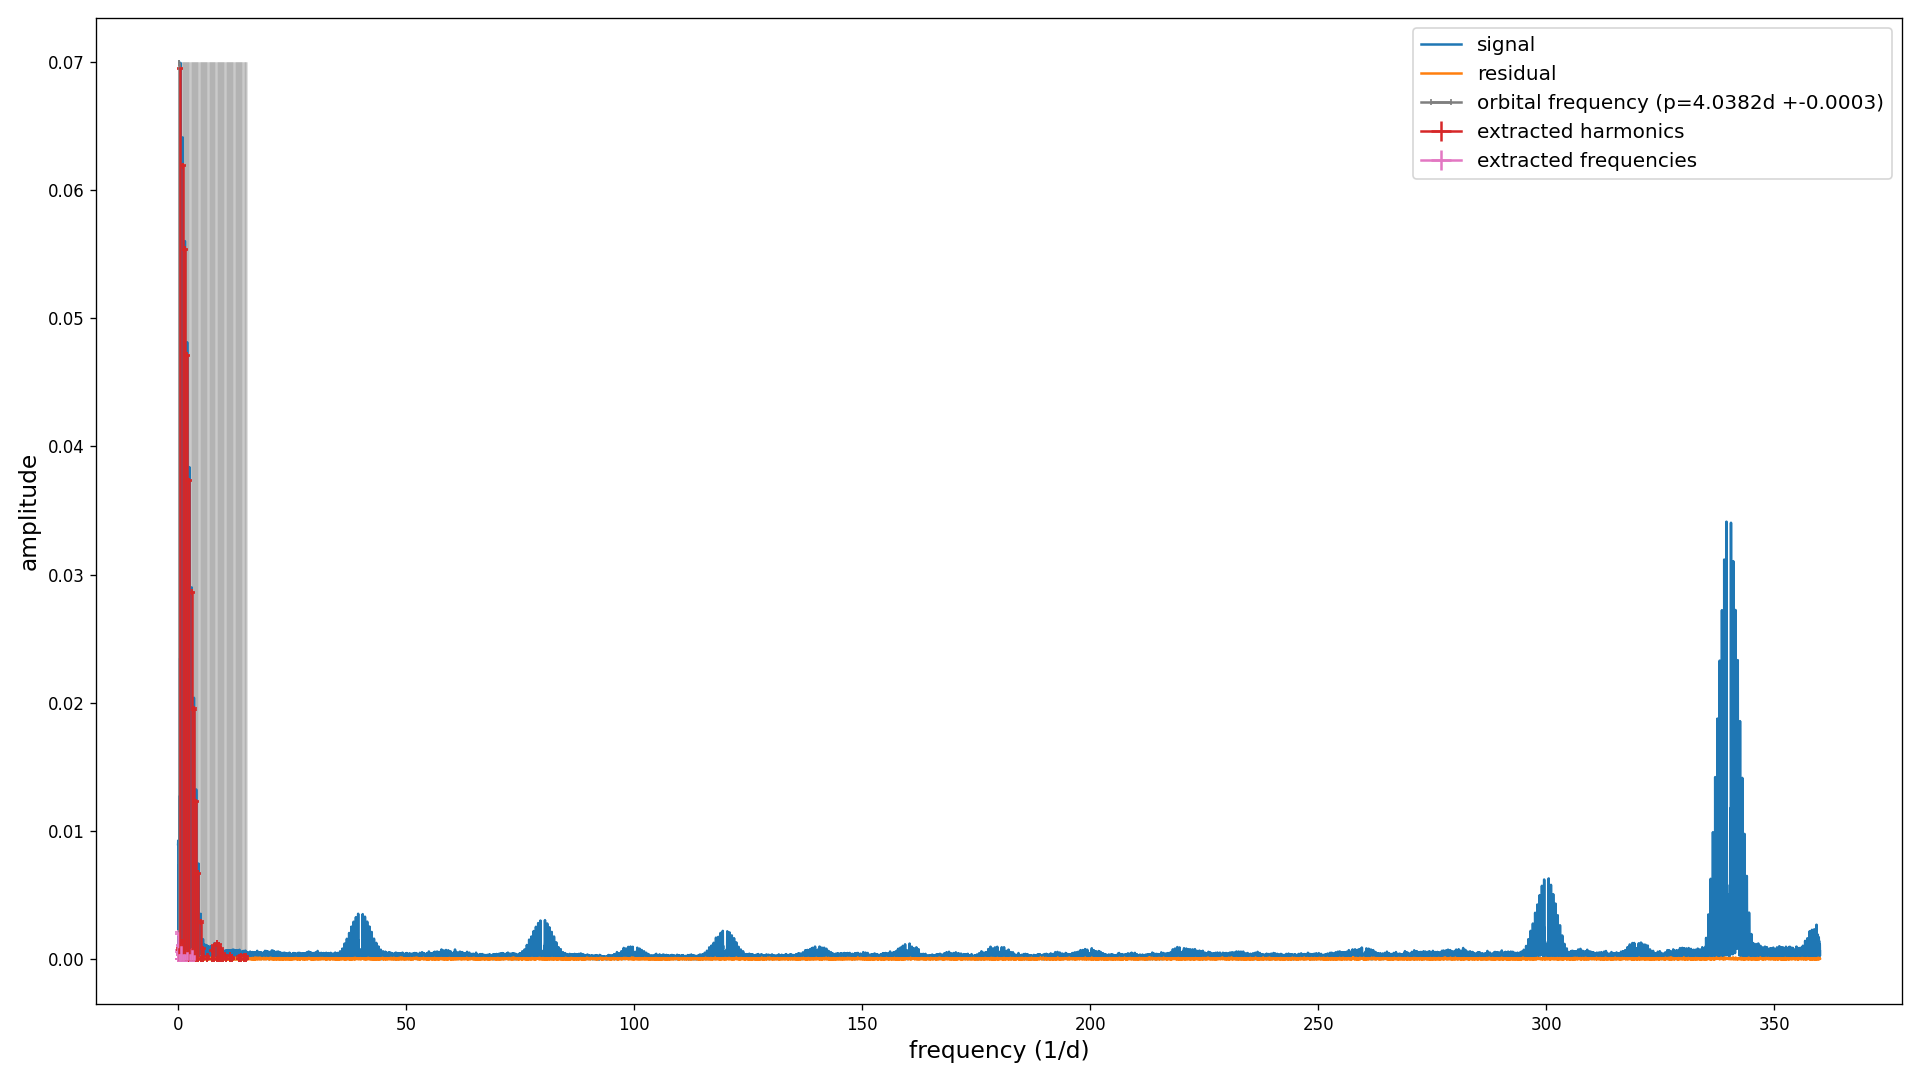 signal
residual
orbital frequency (p=4.0382d +-0.0003)
extracted harmonics
extracted frequencies
0.07
0.06
0.05
0.04
0.03
0.02
0.01
0.00
amplitude
0 50 100 150 200 250 300 350
frequency (1/d)